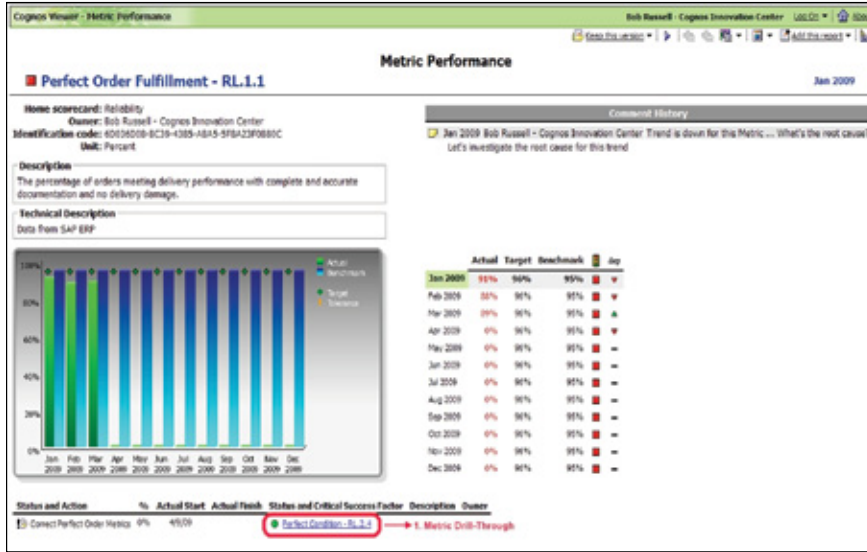 Cognos Viewer - Metric Performance
Bob Russell - Cognos Innovation Center Log On
Keep this version Add this report
Metric Performance
Perfect Order Fulfillment - RL.1.1
Jan 2009
Home scorecard: Reliability
Owner: Bob Russell - Cognos Innovation Center
Identification code:
Unit: Percent
Description
The percentage of orders meeting delivery performance with complete and accurate
documentation and no delivery damage.
Technical Description
Data from SAP ERP
Comment History
Jan 2009 Bob Russell - Cognos Innovation Center Trend is down for this Metric ... What's the root cause?
Let's investigate the root cause for this trend
100%
80%
60%
40%
20%
0%
Jan Feb Mar Apr May Jun Jul Aug Sep Oct Nov Dec
2009 2009 2009 2009 2009 2009 2009 2009 2009 2009 2009 2009
Actual
Benchmark
Target
Tolerance
Actual Target Benchmark
Jan 2009 91% 96% 95%
Feb 2009 88% 96% 95%
Mar 2009 89% 96% 95%
Apr 2009 0% 96% 95%
May 2009 0% 96% 95%
Jun 2009 0% 96% 95%
Jul 2009 0% 96% 95%
Aug 2009 0% 96% 95%
Sep 2009 0% 96% 95%
Oct 2009 0% 96% 95%
Nov 2009 0% 96% 95%
Dec 2009 0% 96% 95%
Status and Action % Actual Start Actual Finish Status and Critical Success Factor Description Owner
Correct Perfect Order Metrics 0% 4/9/09 Perfect Condition - RL.2.4 1. Metric Drill-Through